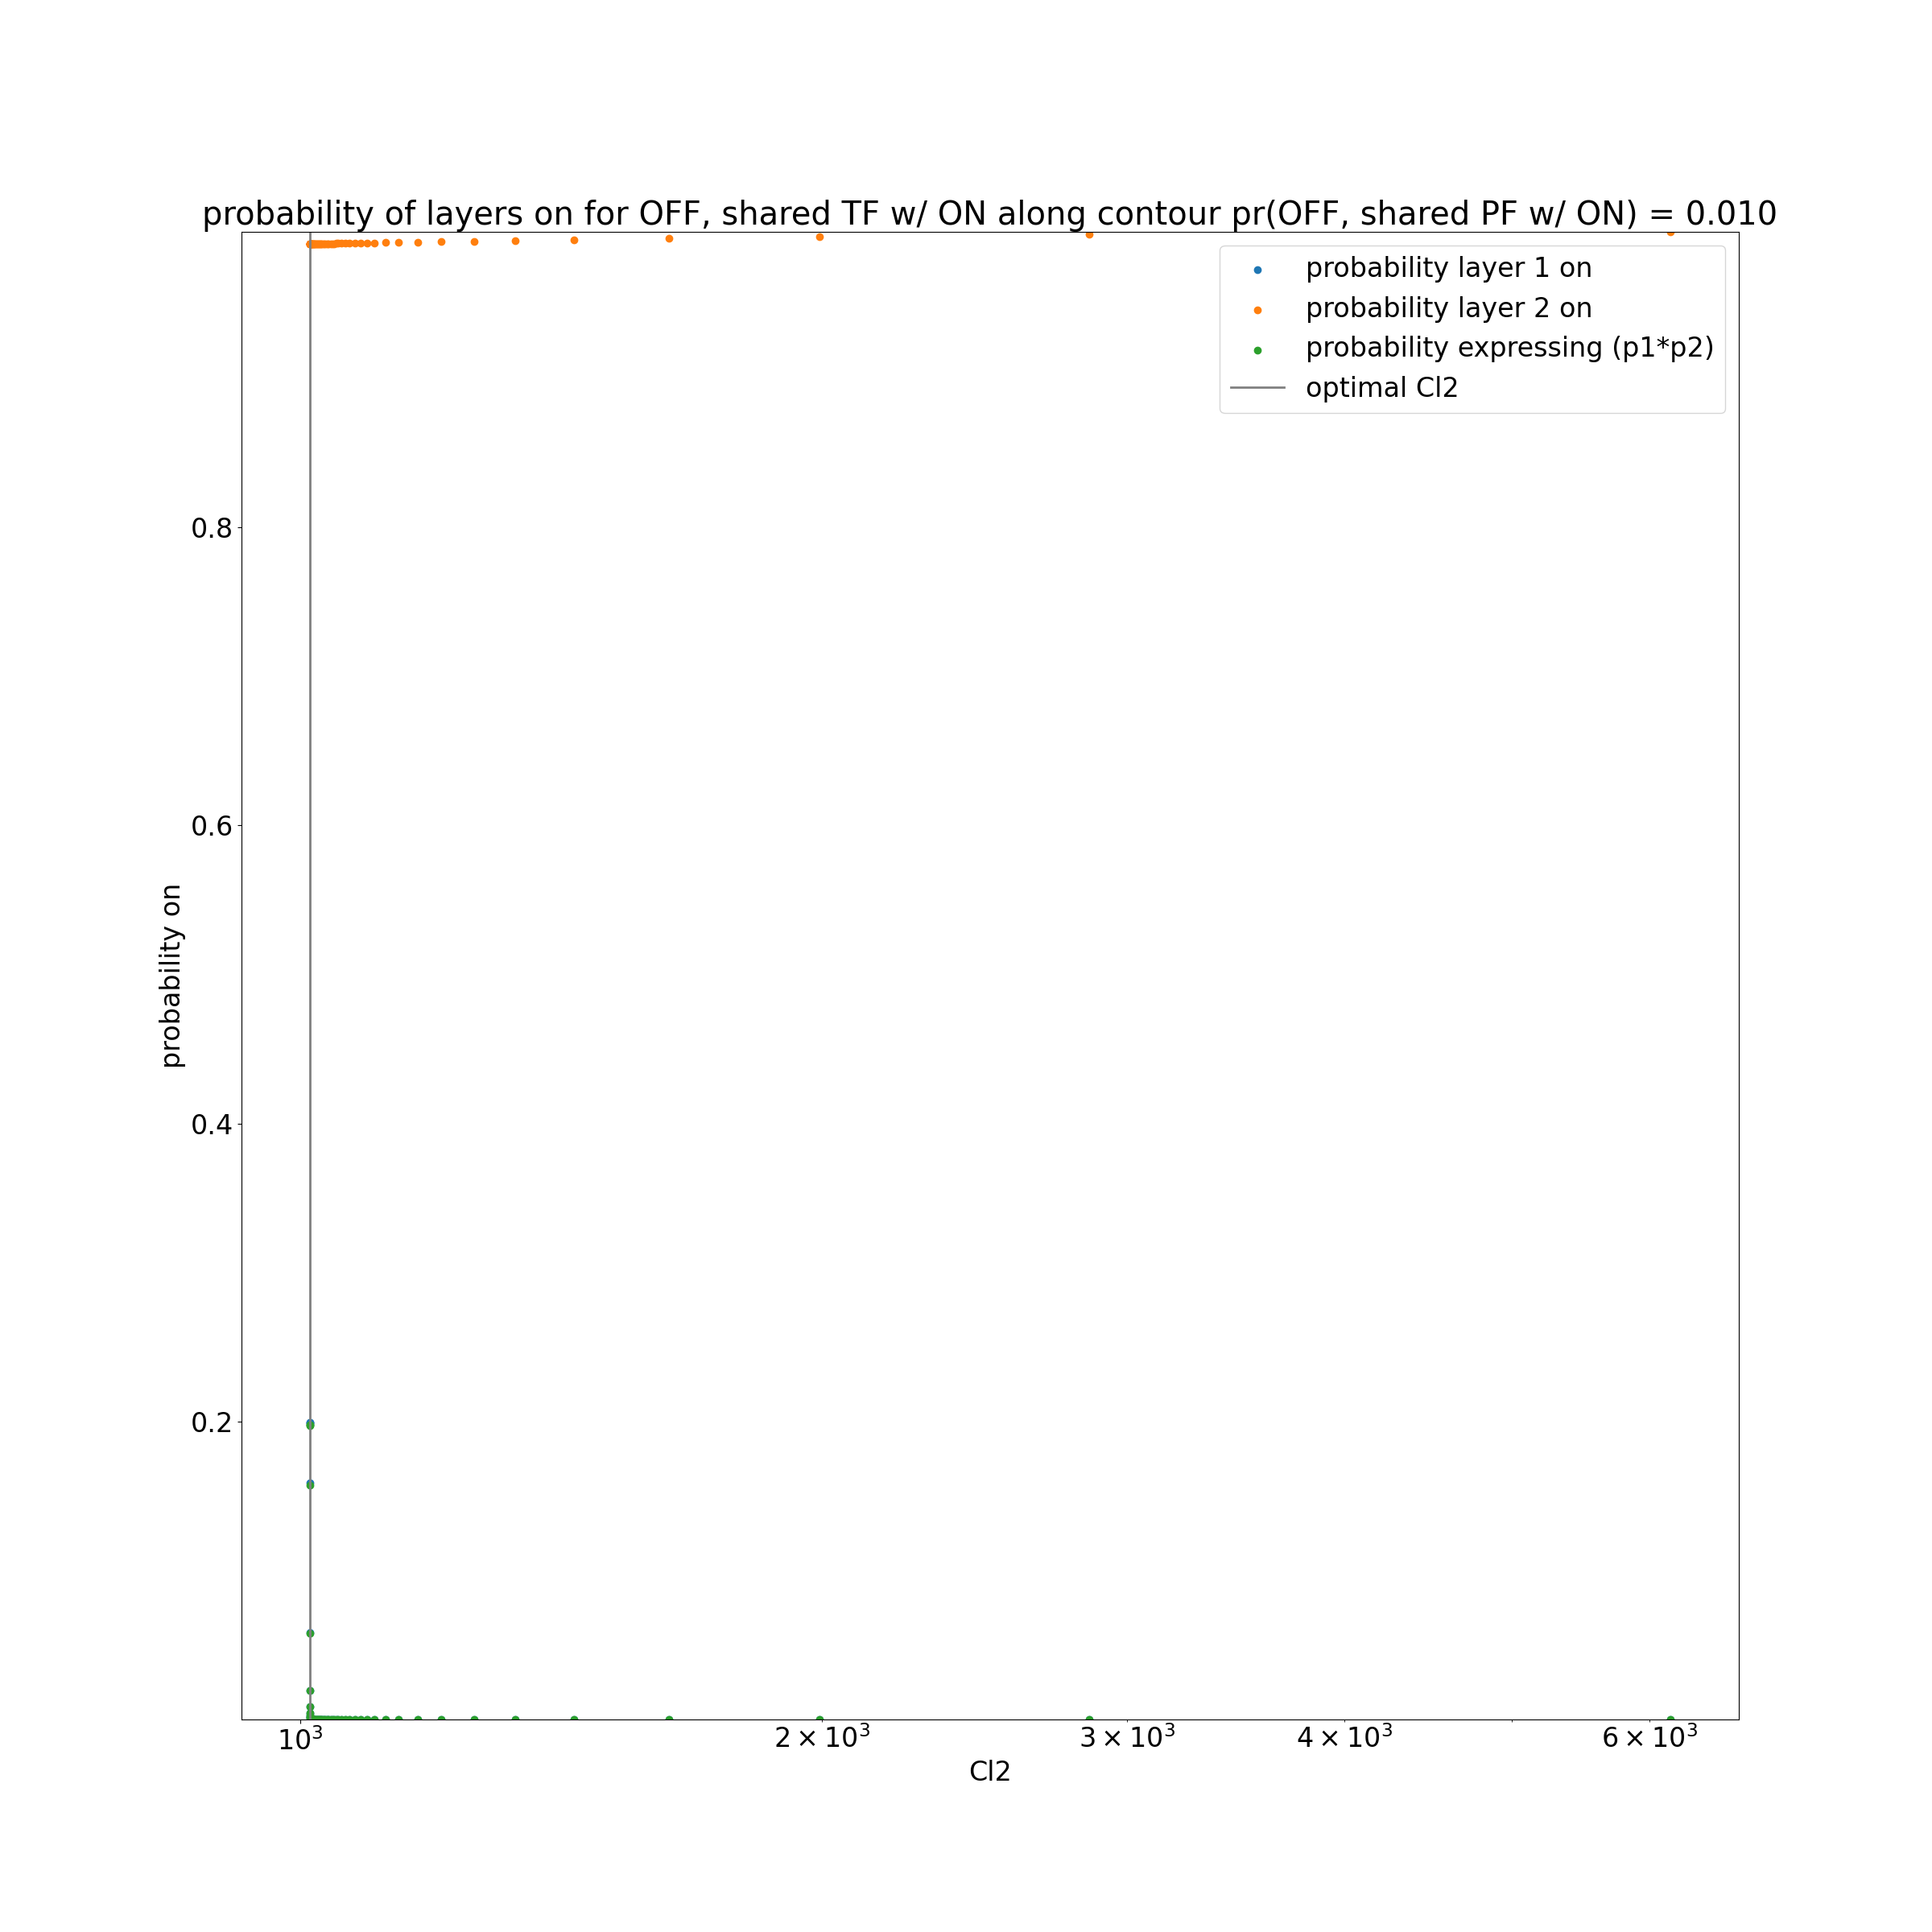 probability of layers on for OFF, shared TF w/ ON along contour pr(OFF, shared PF w/ ON) = 0.010
probability layer 1 on
probability layer 2 on
probability expressing (p1*p2)
optimal Cl2
0.8
0.6
0.4
0.2
probability on
10³ 2 × 10³ 3 × 10³ 4 × 10³ 6 × 10³
Cl2